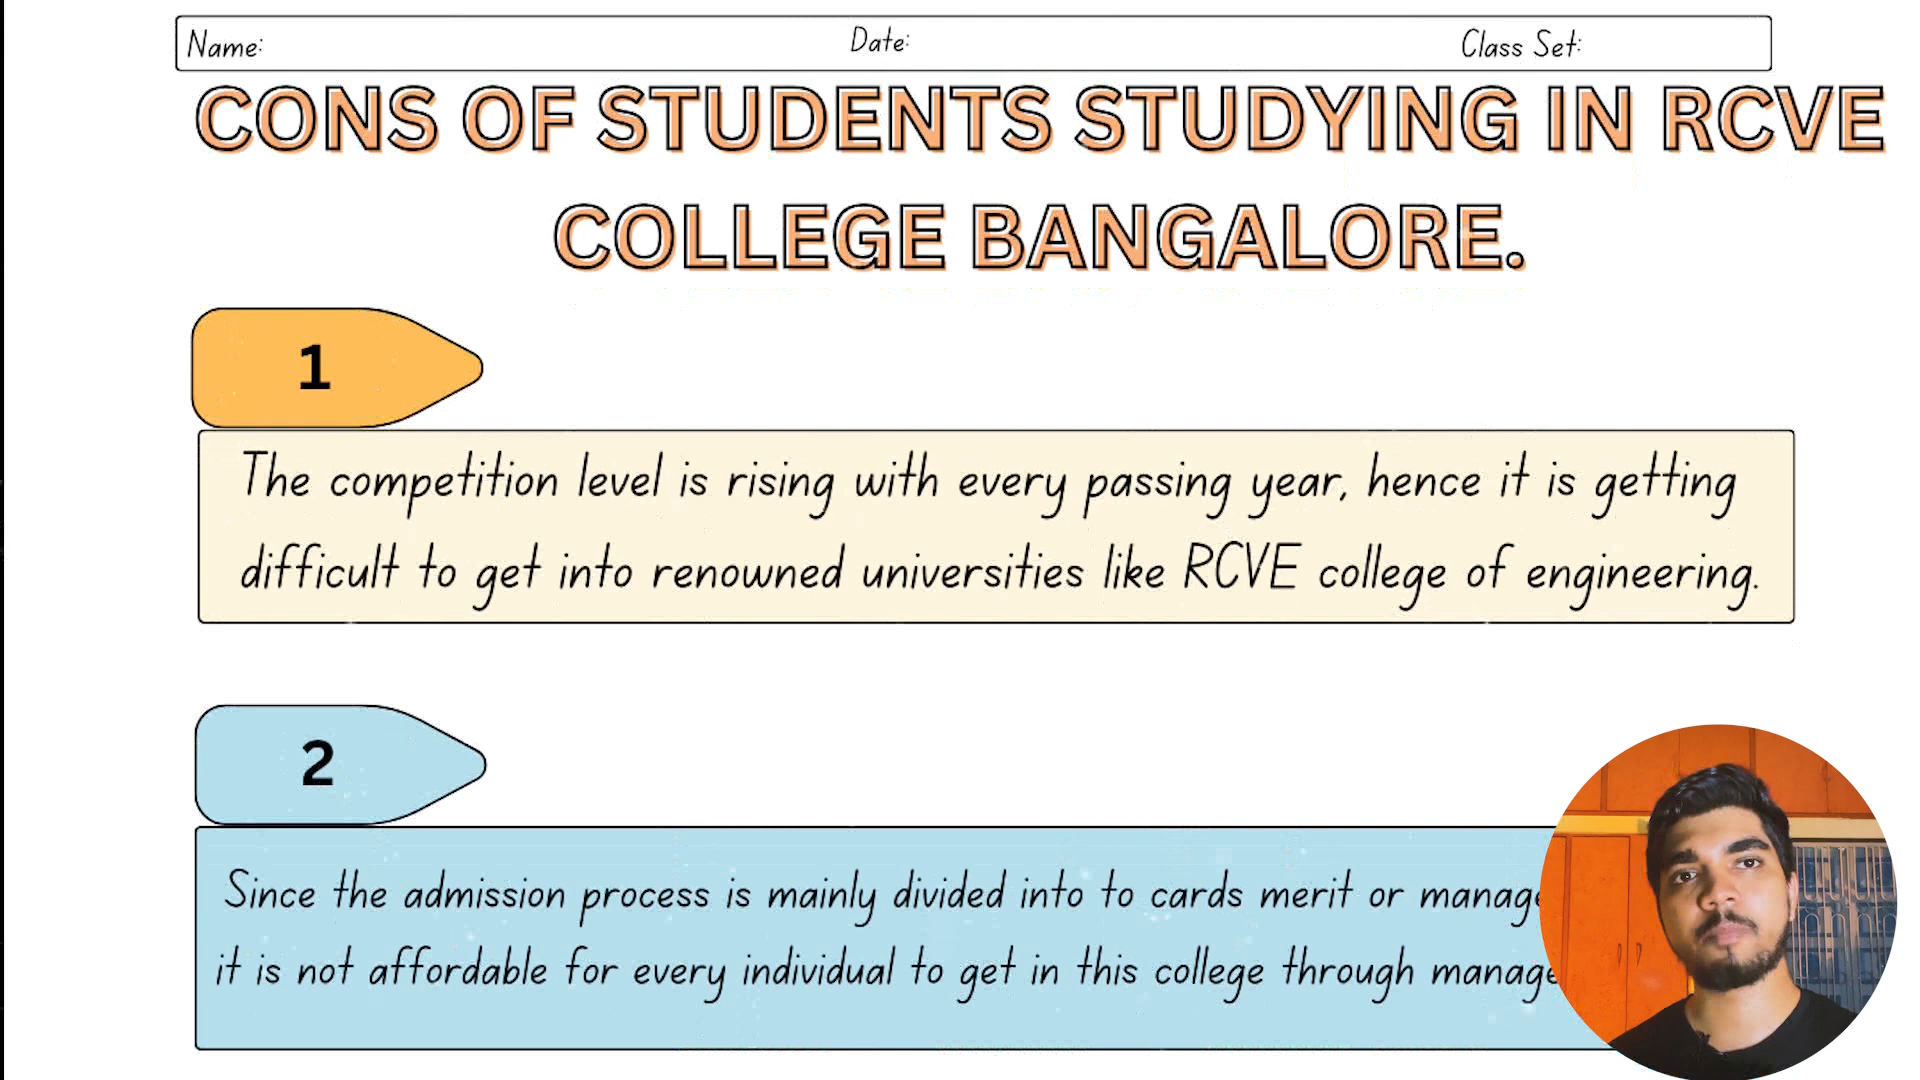 Name:
Date:
Class Set:
CONS OF STUDENTS STUDYING IN RCVE
COLLEGE BANGALORE.
1
The competition level is rising with every passing year, hence it is getting
difficult to get into renowned universities like RCVE college of engineering.
2
Since the admission process is mainly divided into to cards merit or
it is not affordable for every individual to get in this college through